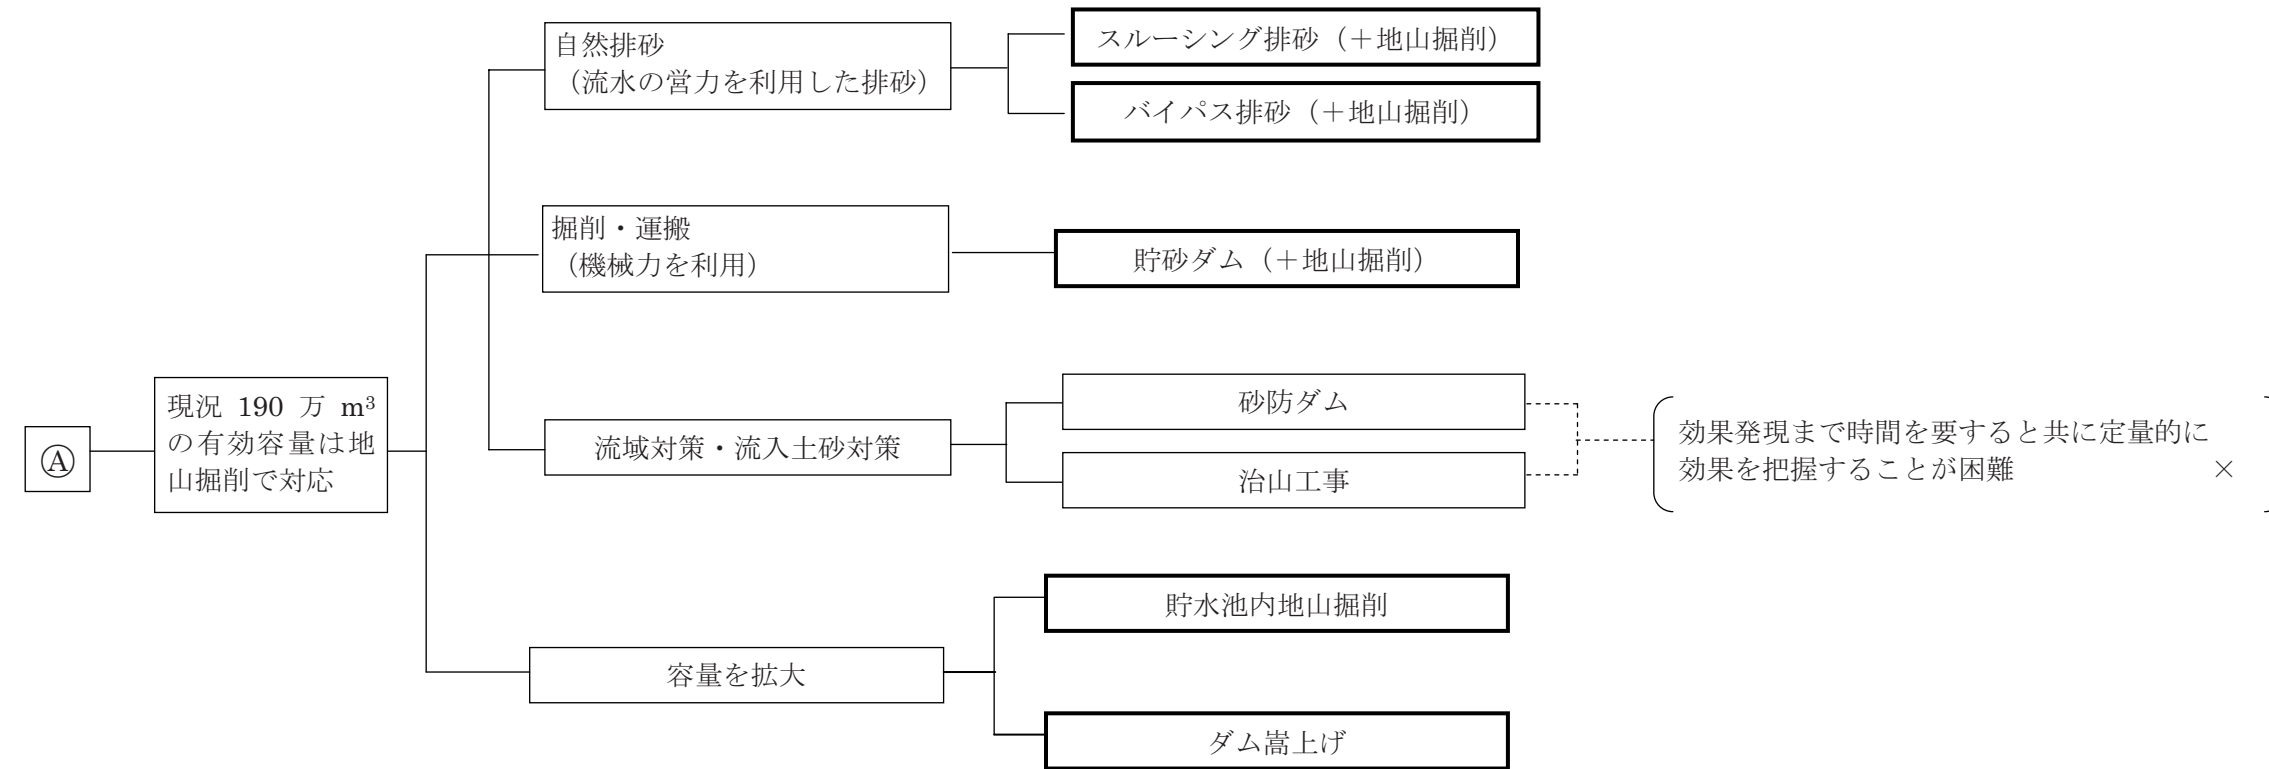 自然排砂
（流水の営力を利用した排砂）
スルーシング排砂（＋地山掘削）
バイパス排砂（＋地山掘削）
掘削・運搬
（機械力を利用）
貯砂ダム（＋地山掘削）
Ⓐ
現況 190 万 m³
の有効容量は地
山掘削で対応
流域対策・流入土砂対策
砂防ダム
治山工事
効果発現まで時間を要すると共に定量的に
効果を把握することが困難 ×
容量を拡大
貯水池内地山掘削
ダム嵩上げ